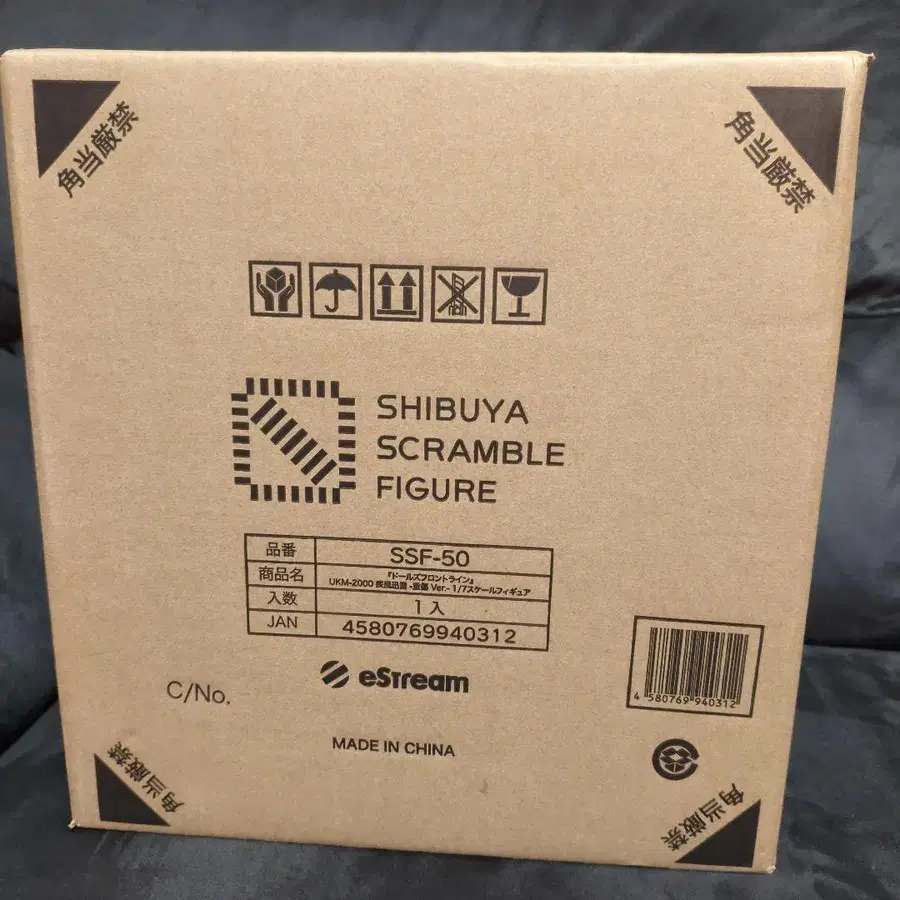 角当厳禁
角当厳禁
SHIBUYA
SCRAMBLE
FIGURE
品番 SSF-50
商品名 『ドールズフロントライン』
UKM-2000 疾風迅雷 -重傷 Ver.- 1/7スケールフィギュア
入数 1入
JAN 4580769940312
eStream
4 580769 940312
C/No.
MADE IN CHINA
角当厳禁
角当厳禁